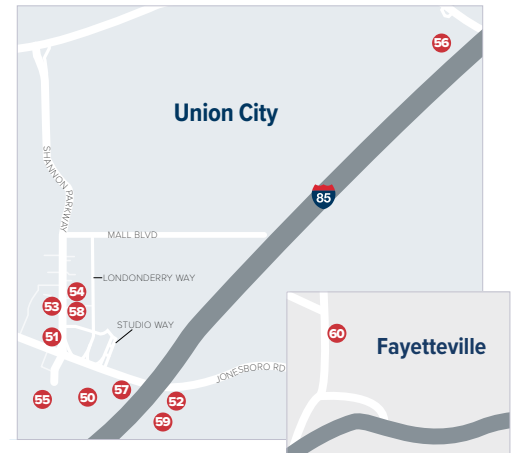 56
Union City
85
SHANNON PARKWAY
MALL BLVD
LONDONDERRY WAY
54
53
58
STUDIO WAY
60
51
Fayetteville
JONESBORO RD
57
55
50
52
59